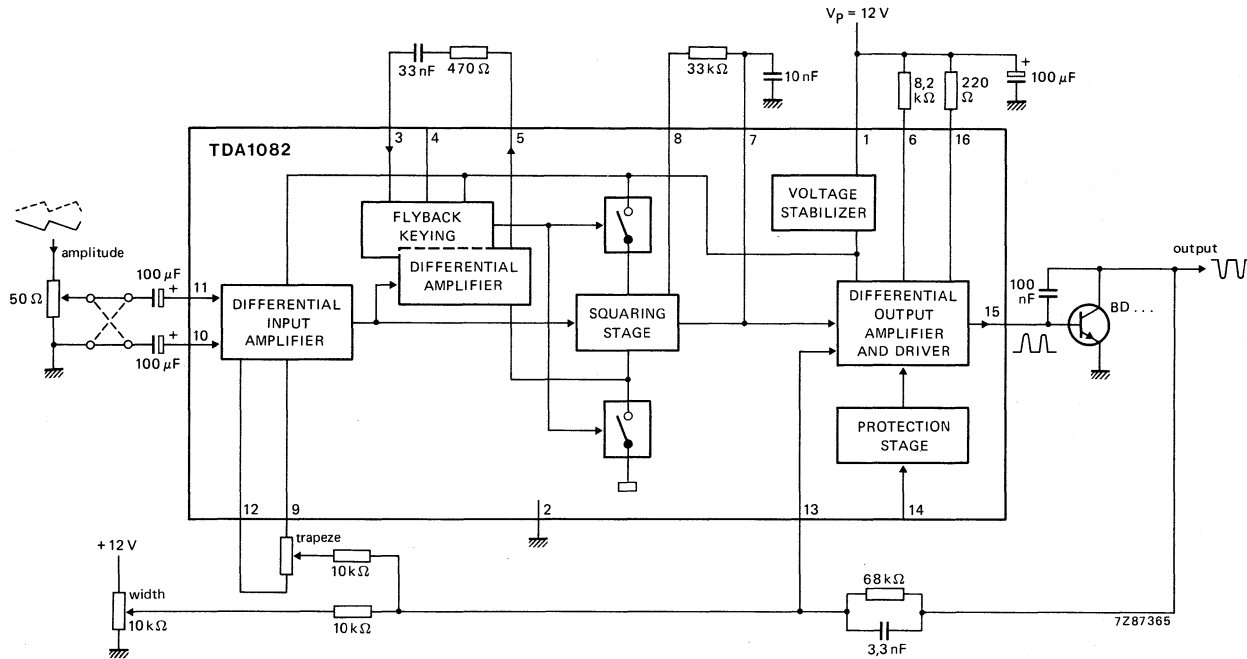 Vp = 12 V
33 nF
470 Ω
33 kΩ
10 nF
8,2 kΩ
220 Ω
+
100 μF
3
4
5
8
7
1
6
16
TDA1082
VOLTAGE
STABILIZER
FLYBACK
KEYING
DIFFERENTIAL
AMPLIFIER
amplitude
50 Ω
100 μF
+
11
10
+
100 μF
DIFFERENTIAL
INPUT
AMPLIFIER
SQUARING
STAGE
DIFFERENTIAL
OUTPUT
AMPLIFIER
AND DRIVER
15
100
nF
BD ...
output
PROTECTION
STAGE
12
9
2
13
14
trapeze
10 kΩ
+ 12 V
width
10 kΩ
10 kΩ
68 kΩ
3,3 nF
7Z87365